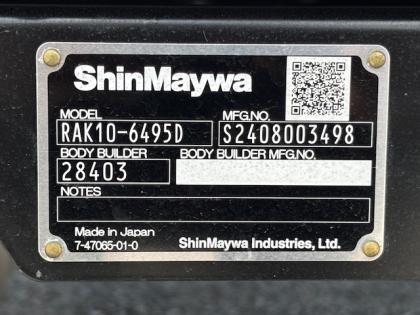 ShinMaywa
MODEL MFG.NO.
RAK10-6495D S2408003498
BODY BUILDER BODY BUILDER MFG.NO.
28403
NOTES
Made in Japan
7-47065-01-0 ShinMaywa Industries, Ltd.